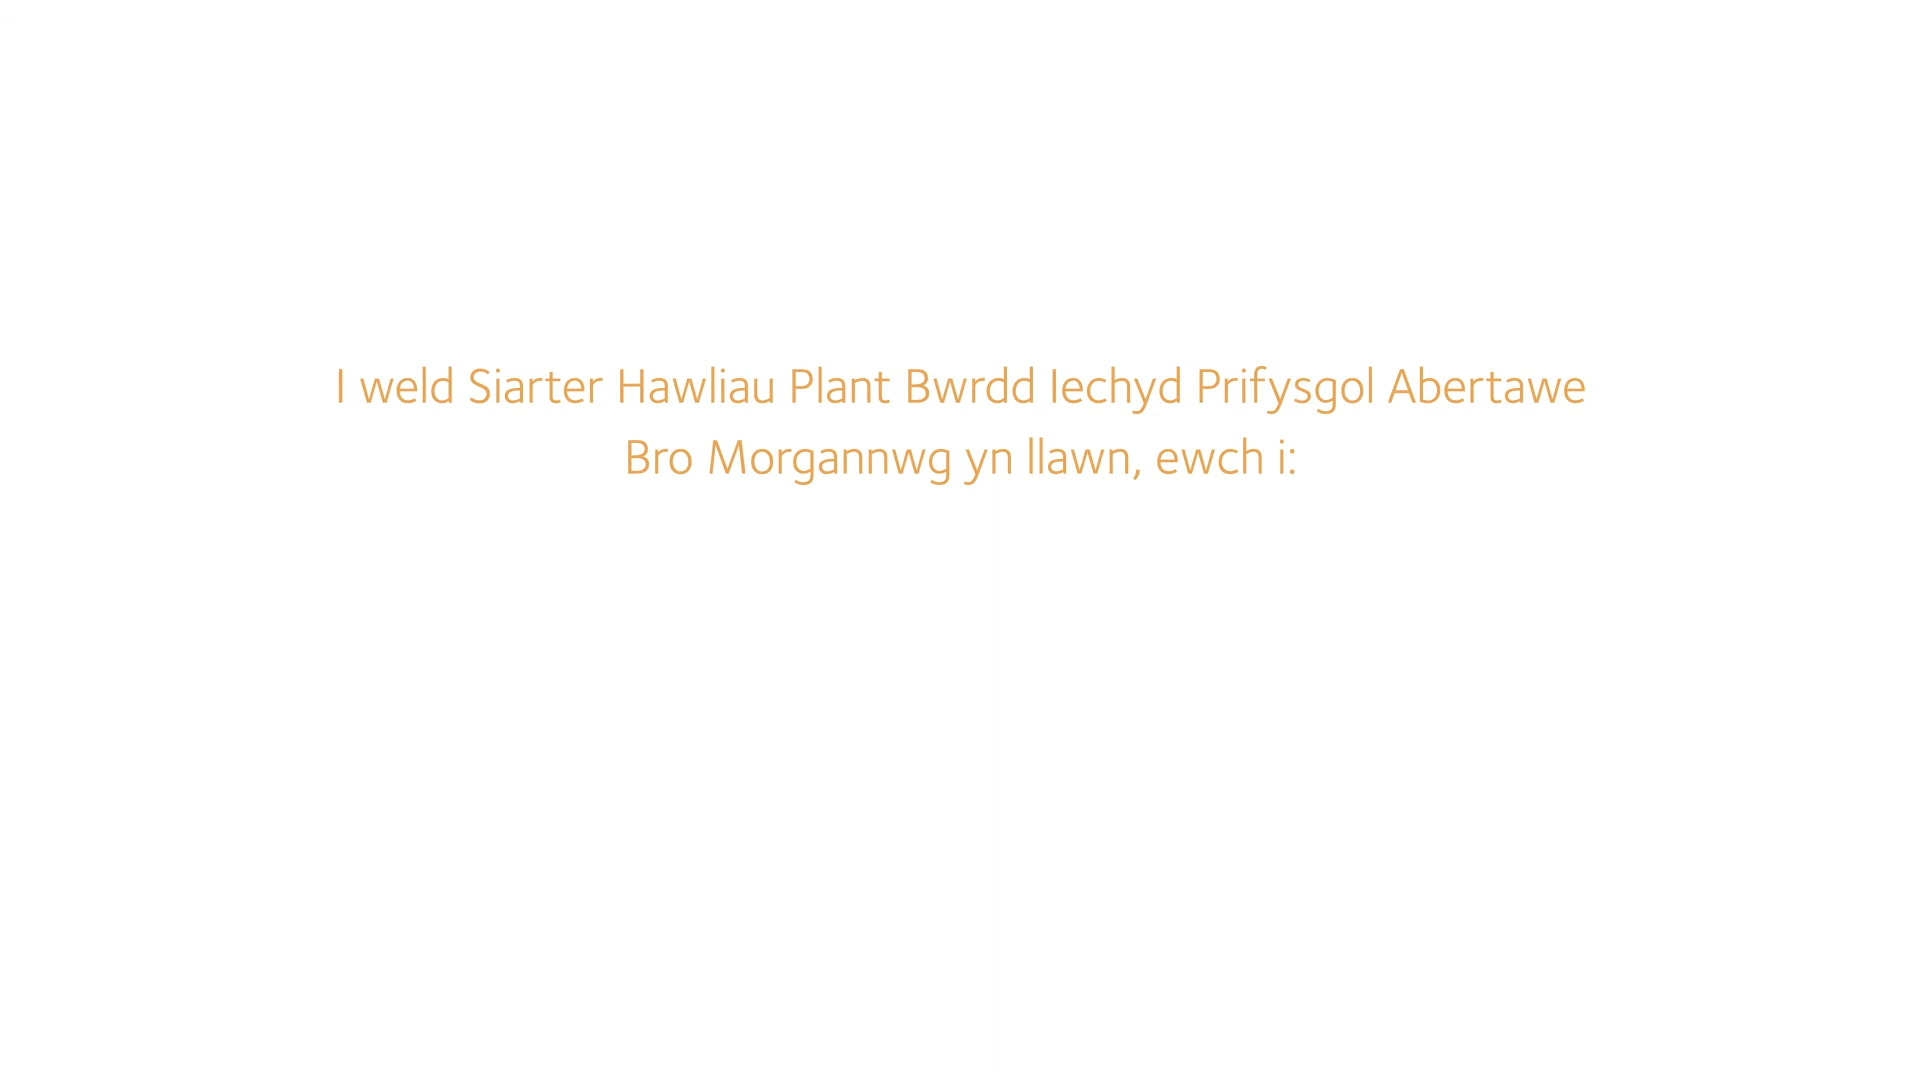 I weld Siarter Hawliau Plant Bwrdd Iechyd Prifysgol Abertawe
Bro Morgannwg yn llawn, ewch i: